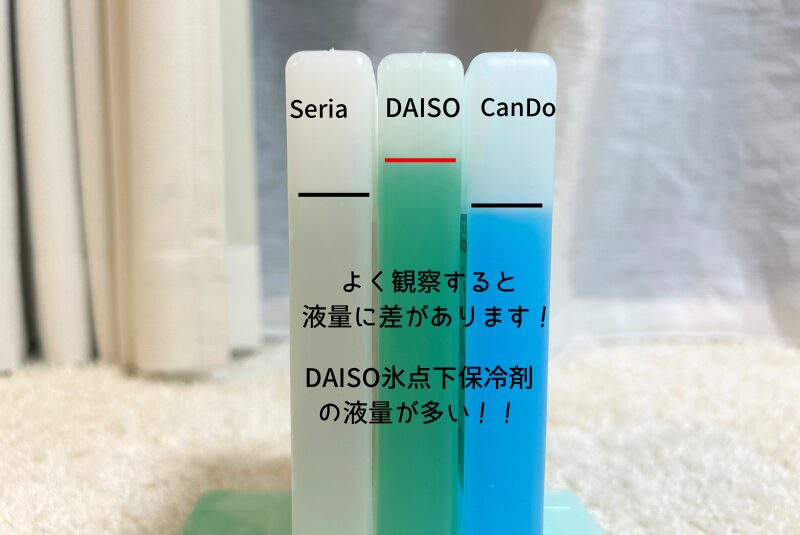 Seria
DAISO
CanDo
よく観察すると
液量に差があります！
DAISO氷点下保冷剤
の液量が多い！！